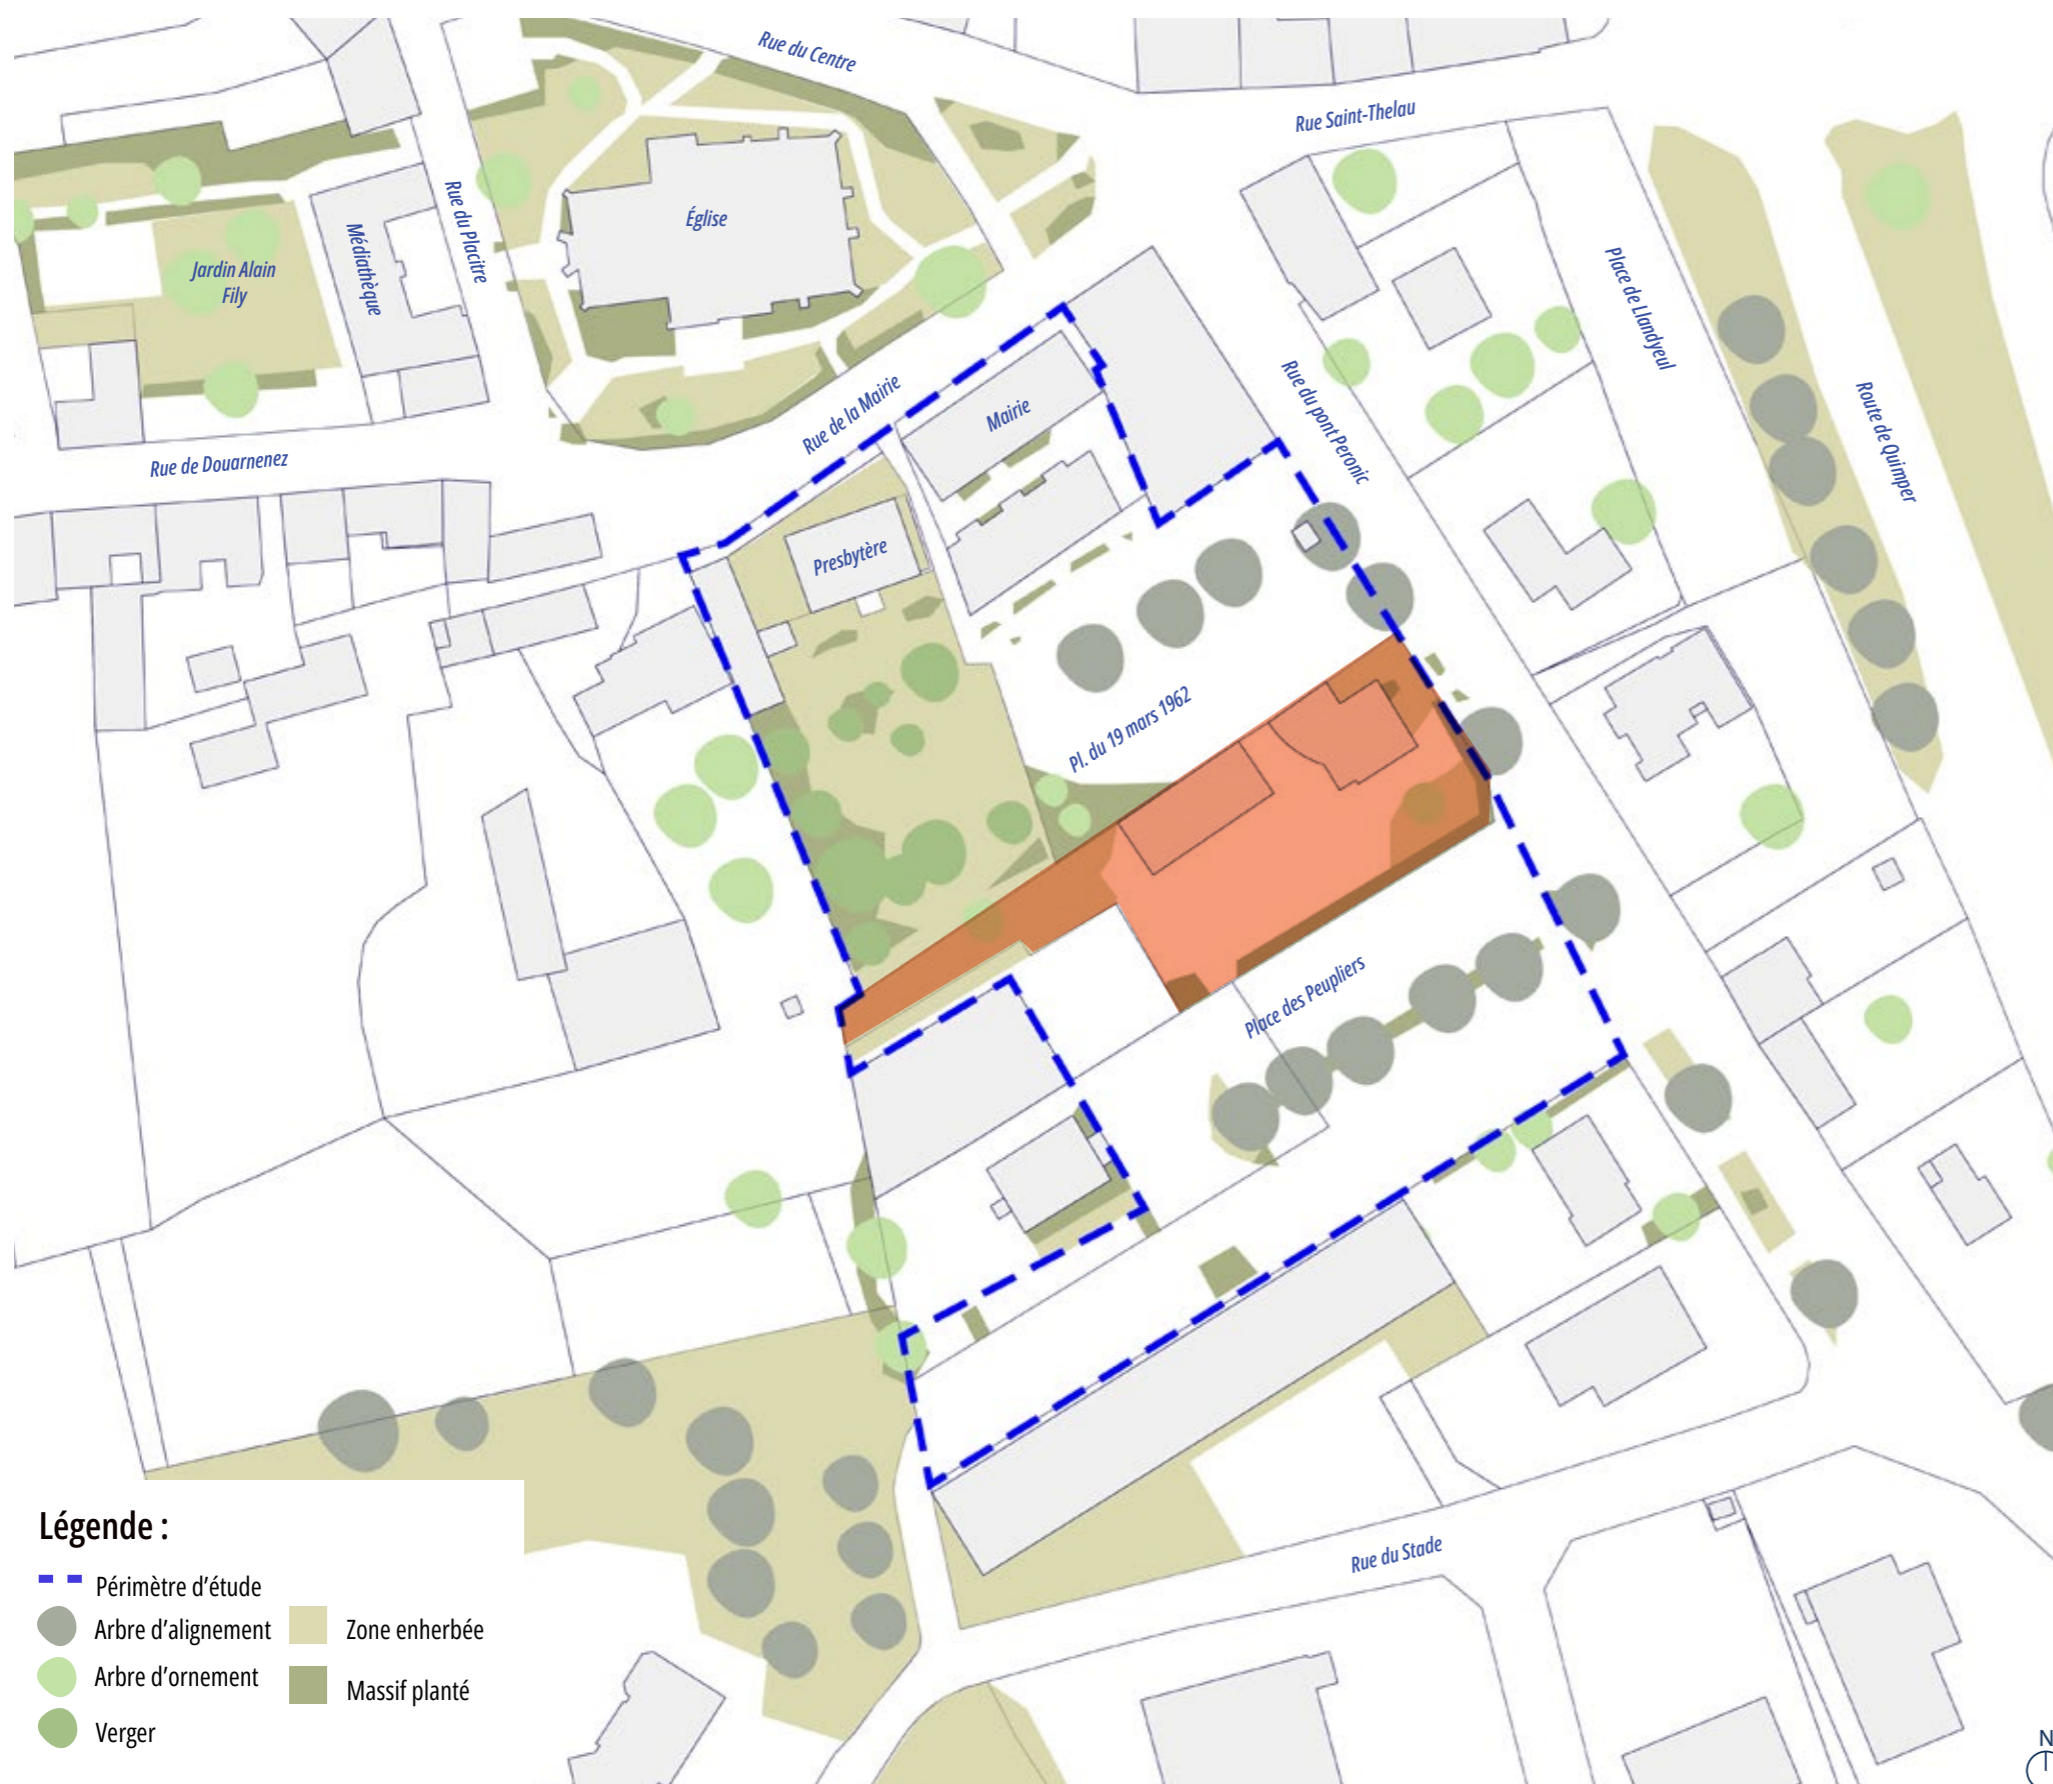 Rue du Centre
Rue Saint-Thelau
Rue du Placitre
Église
Médiathèque
Jardin Alain
Fily
Place de Llandyeul
Rue du pont Peronic
Route de Quimper
Rue de la Mairie
Mairie
Rue de Douarnenez
Presbytère
Pl. du 19 mars 1962
Place des Peupliers
Rue du Stade
Légende :
Périmètre d'étude
Arbre d'alignement
Zone enherbée
Arbre d'ornement
Massif planté
Verger
N